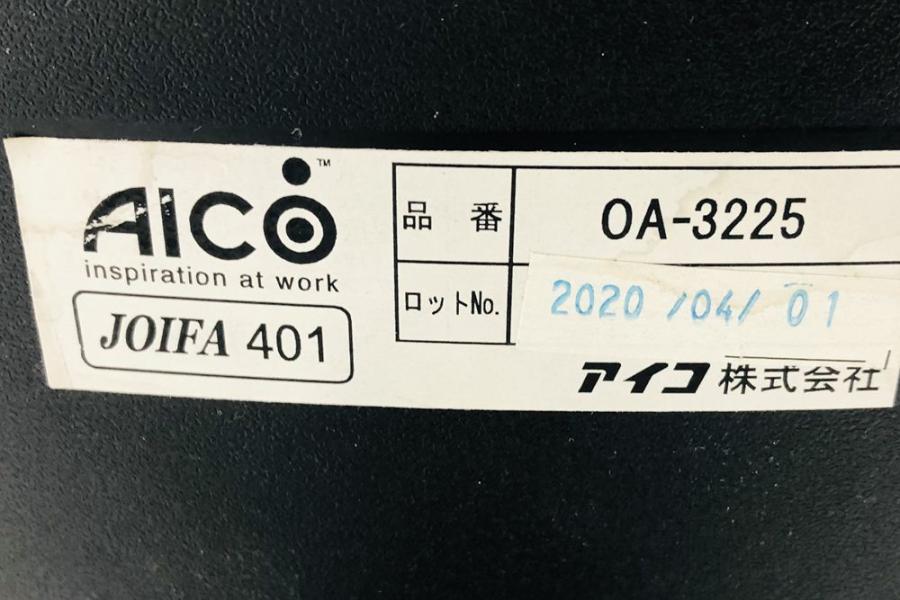 AICO™
inspiration at work
JOIFA 401
品 番 OA-3225
ロットNo. 2020/04/01
アイコ 株式会社